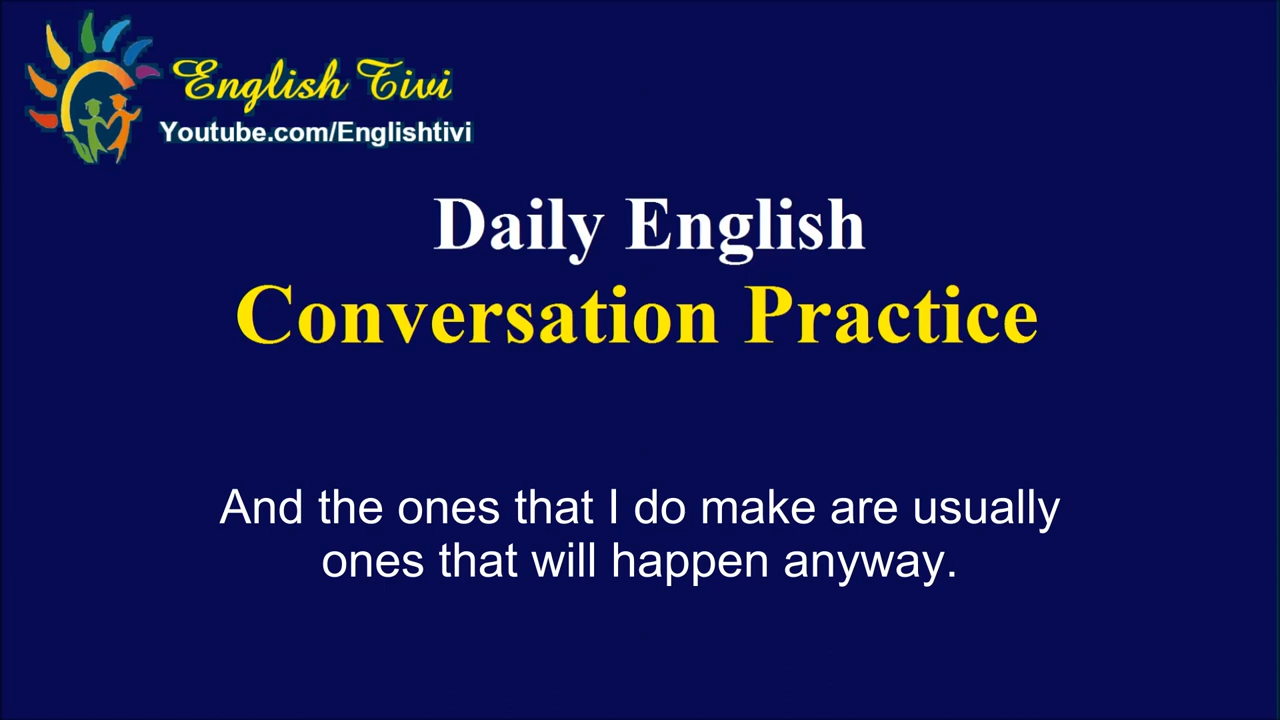 English Tivi
Youtube.com/Englishtivi
Daily English
Conversation Practice
And the ones that I do make are usually
ones that will happen anyway.